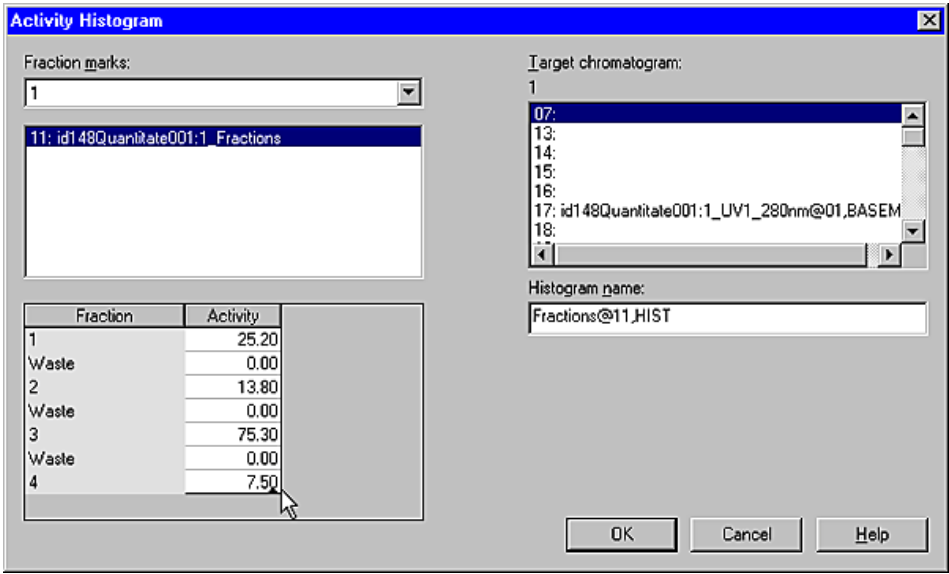 Activity Histogram
Fraction marks:
1
11: id148Quantitate001:1_Fractions
Fraction Activity
1 25.20
Waste 0.00
2 13.80
Waste 0.00
3 75.30
Waste 0.00
4 7.50
Target chromatogram:
1
07:
13:
14:
15:
16:
17: id148Quantitate001:1_UV1_280nm@01,BASEM
18:
Histogram name:
Fractions@11,HIST
OK Cancel Help